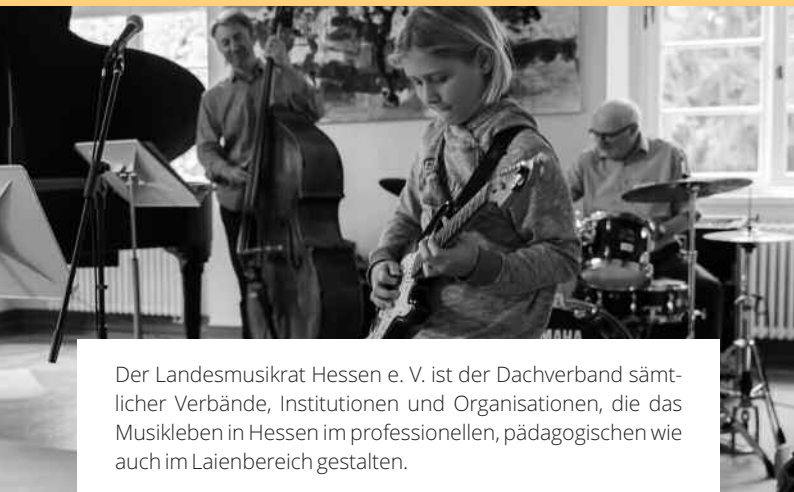 Der Landesmusikrat Hessen e. V. ist der Dachverband sämt-
licher Verbände, Institutionen und Organisationen, die das
Musikleben in Hessen im professionellen, pädagogischen wie
auch im Laienbereich gestalten.